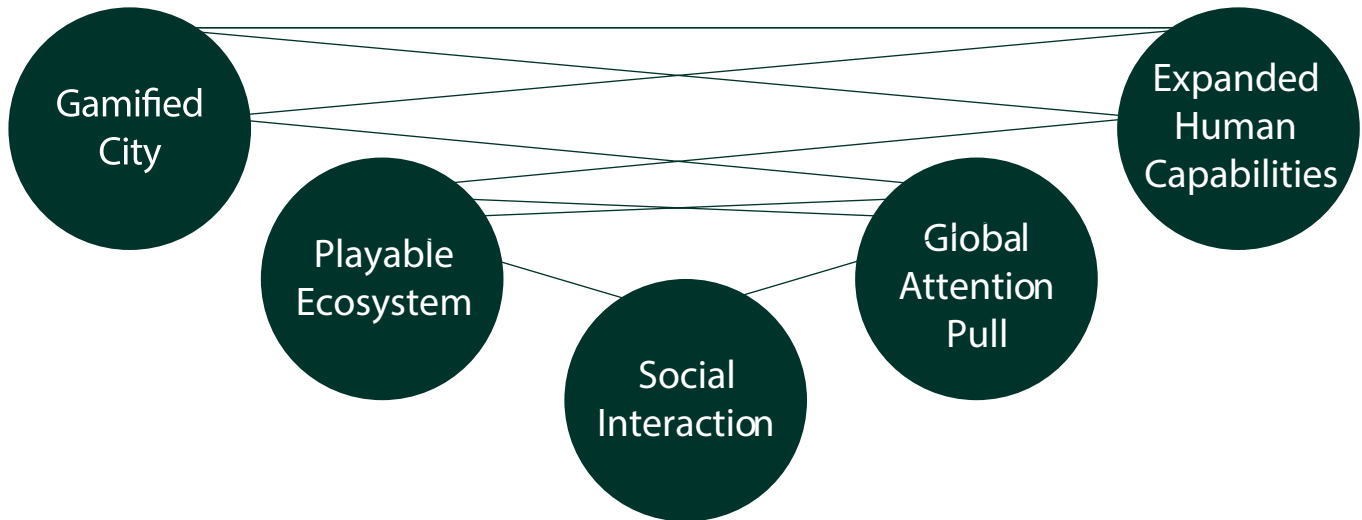 Gamified
City
Playable
Ecosystem
Social
Interaction
Global
Attention
Pull
Expanded
Human
Capabilities